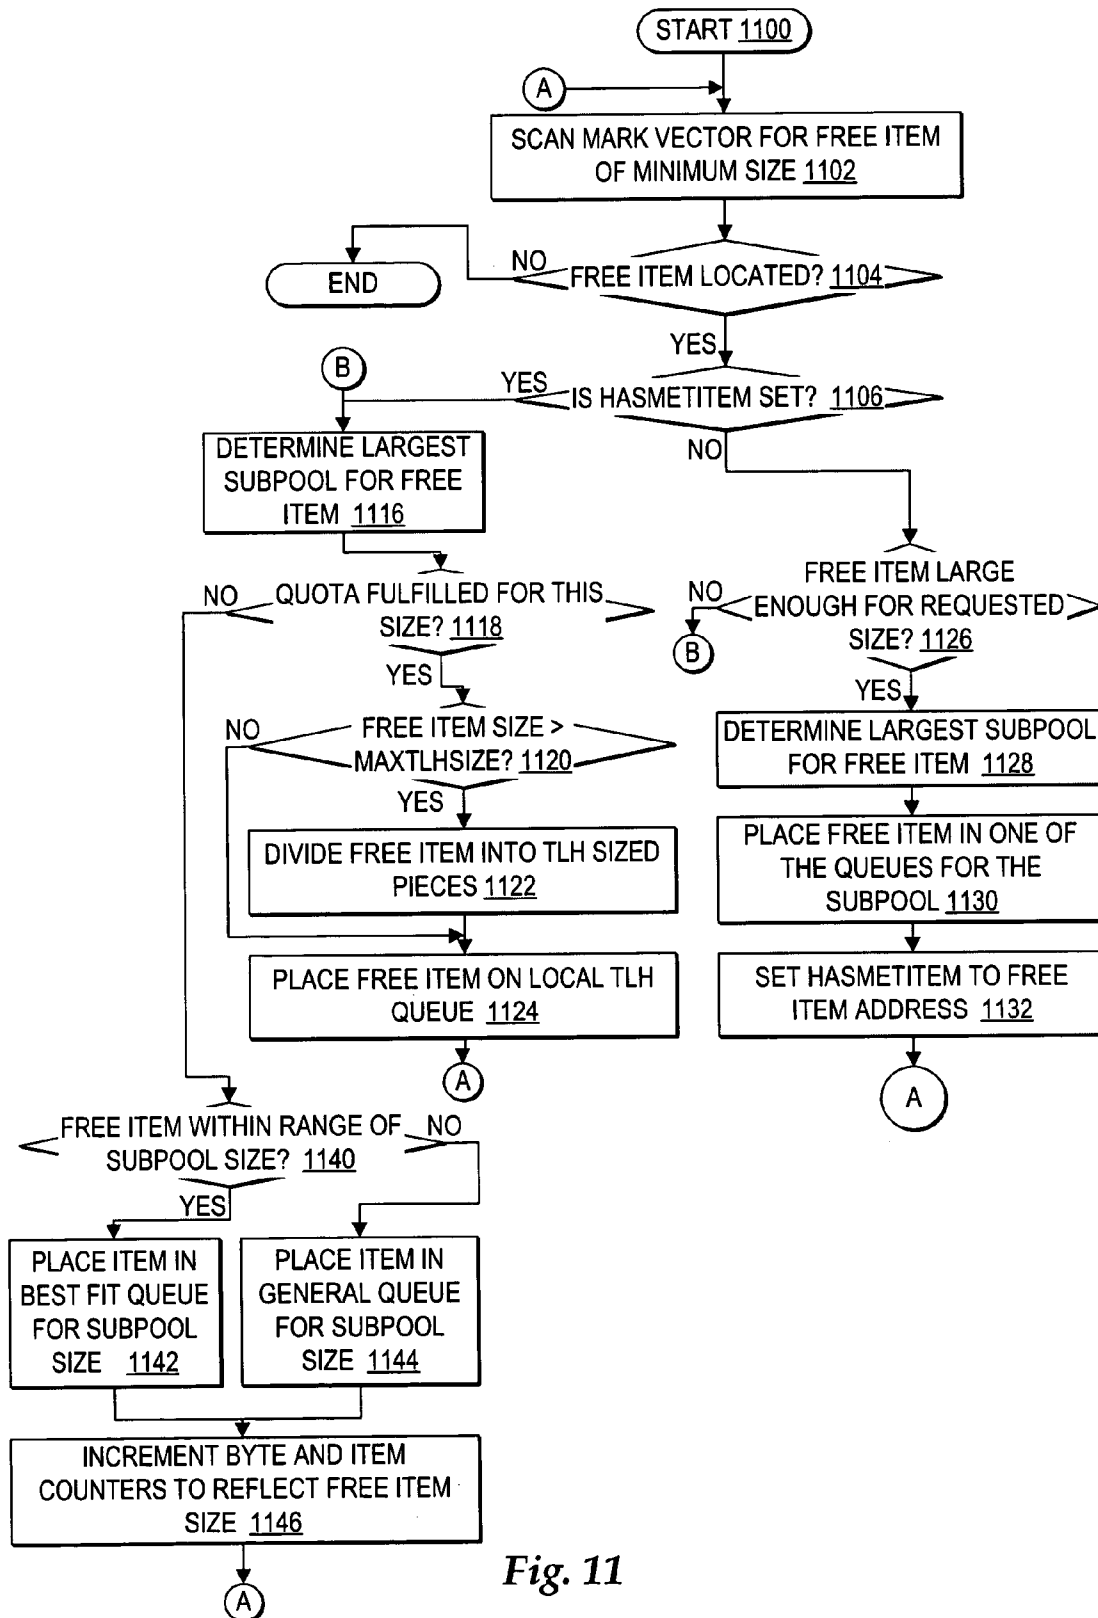 START 1100
A
SCAN MARK VECTOR FOR FREE ITEM
OF MINIMUM SIZE 1102
NO
FREE ITEM LOCATED? 1104
END
YES
B
YES
IS HASMETITEM SET? 1106
NO
DETERMINE LARGEST
SUBPOOL FOR FREE
ITEM 1116
NO
QUOTA FULFILLED FOR THIS
SIZE? 1118
YES
FREE ITEM LARGE
ENOUGH FOR REQUESTED
SIZE? 1126
NO
B
YES
NO
FREE ITEM SIZE >
MAXTLHSIZE? 1120
YES
DETERMINE LARGEST SUBPOOL
FOR FREE ITEM 1128
DIVIDE FREE ITEM INTO TLH SIZED
PIECES 1122
PLACE FREE ITEM IN ONE OF
THE QUEUES FOR THE
SUBPOOL 1130
PLACE FREE ITEM ON LOCAL TLH
QUEUE 1124
SET HASMETITEM TO FREE
ITEM ADDRESS 1132
A
A
FREE ITEM WITHIN RANGE OF
SUBPOOL SIZE? 1140
NO
YES
PLACE ITEM IN
BEST FIT QUEUE
FOR SUBPOOL
SIZE 1142
PLACE ITEM IN
GENERAL QUEUE
FOR SUBPOOL
SIZE 1144
INCREMENT BYTE AND ITEM
COUNTERS TO REFLECT FREE ITEM
SIZE 1146
A
Fig. 11